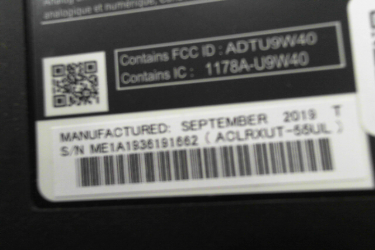 analogique et numérique,
Contains FCC ID : ADTU9W40
Contains IC : 1178A-U9W40
MANUFACTURED: SEPTEMBER 2019 T
S/N ME1A1936191662 ( ACLRXUT-55UL )